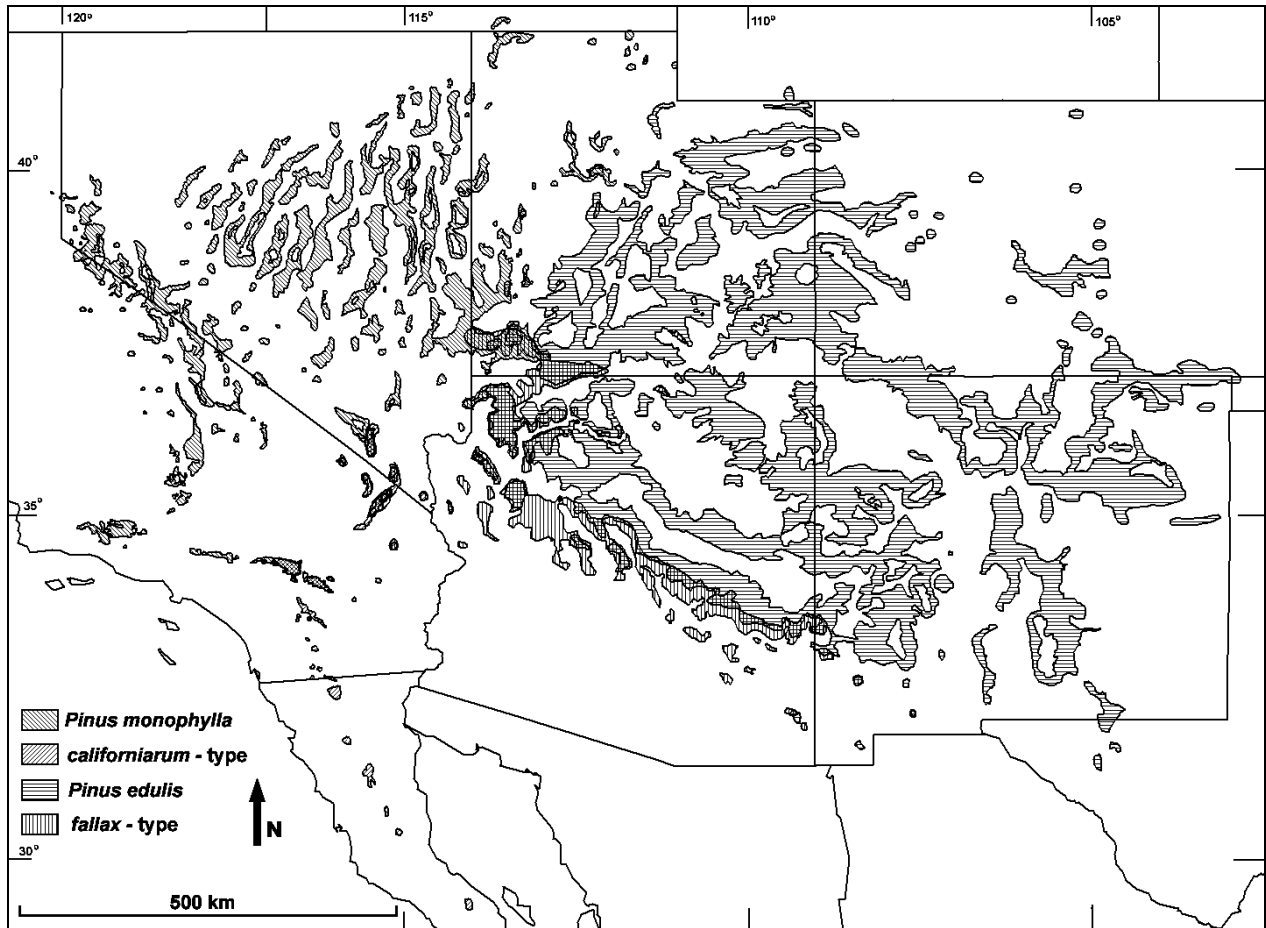 120°
115°
110°
105°
40°
35°
30°
Pinus monophylla
californiarum - type
Pinus edulis
fallax - type
N
500 km